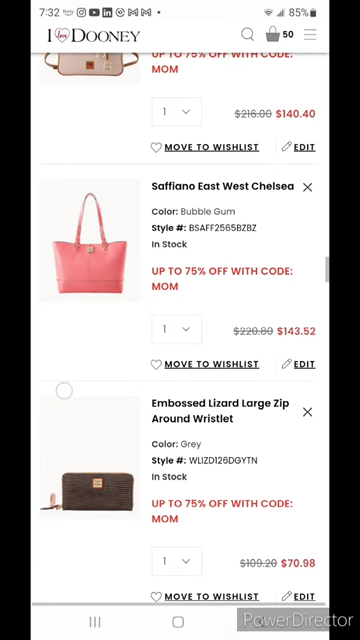 7:32
85%
I love DOONEY
50
UP TO 75% OFF WITH CODE:
MOM
1
$216.00 $140.40
MOVE TO WISHLIST
EDIT
Saffiano East West Chelsea
Color: Bubble Gum
Style #: BSAFF2565BZBZ
In Stock
UP TO 75% OFF WITH CODE:
MOM
1
$220.80 $143.52
MOVE TO WISHLIST
EDIT
Embossed Lizard Large Zip
Around Wristlet
Color: Grey
Style #: WLIZD126DGYTN
In Stock
UP TO 75% OFF WITH CODE:
MOM
1
$109.20 $70.98
MOVE TO WISHLIST
EDIT
PowerDirector